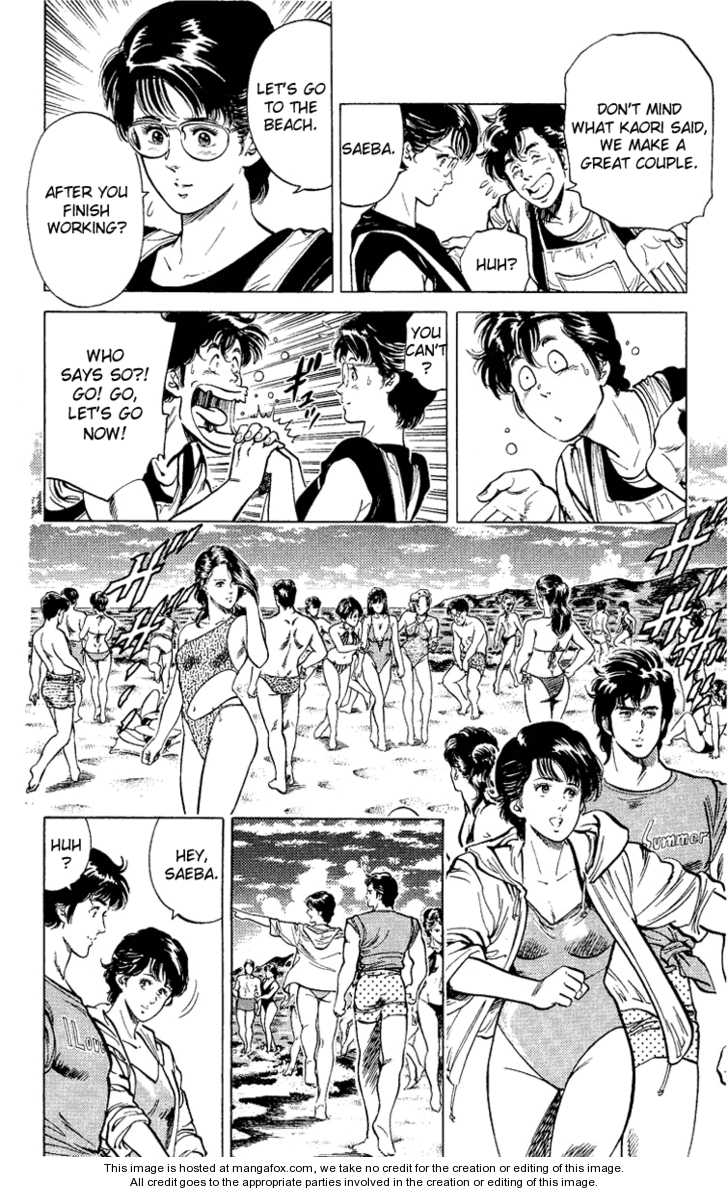 DON'T MIND
WHAT KAORI SAID,
WE MAKE A
GREAT COUPLE.
SAEBA.
HUH?
LET'S GO
TO THE
BEACH.
AFTER YOU
FINISH
WORKING?
YOU
CAN'T
?
WHO
SAYS SO?!
GO! GO,
LET'S GO
NOW!
Summer
HEY,
SAEBA.
HUH
?
I Lov
This image is hosted at mangafox.com, we take no credit for the creation or editing of this image.
All credit goes to the appropriate parties involved in the creation or editing of this image.